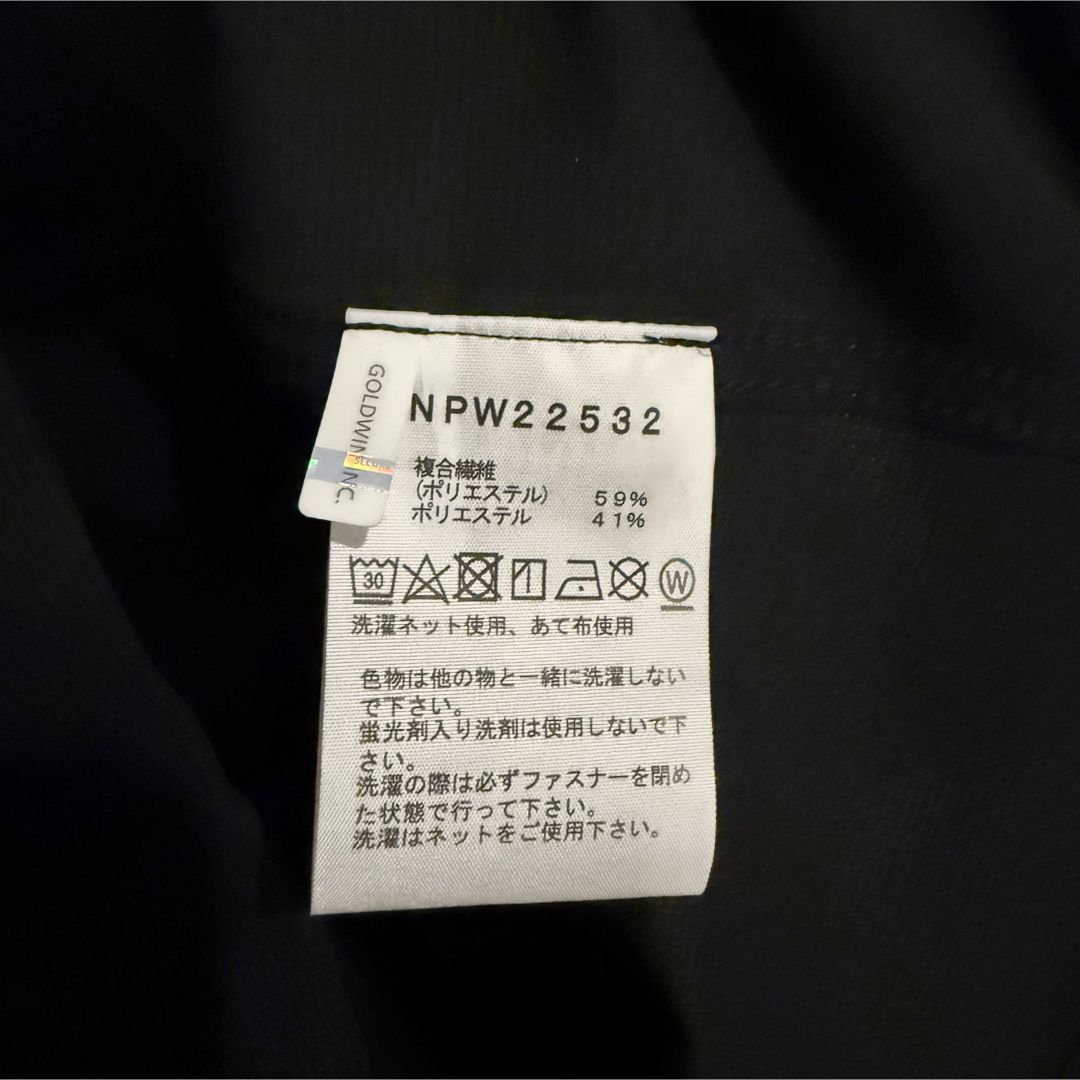 GOLDWIN INC.
SECURE
NPW22532
複合繊維
(ポリエステル) 59%
ポリエステル 41%
30
W
洗濯ネット使用、あて布使用
色物は他の物と一緒に洗濯しない
で下さい。
蛍光剤入り洗剤は使用しないで下
さい。
洗濯の際は必ずファスナーを閉め
た状態で行って下さい。
洗濯はネットをご使用下さい。